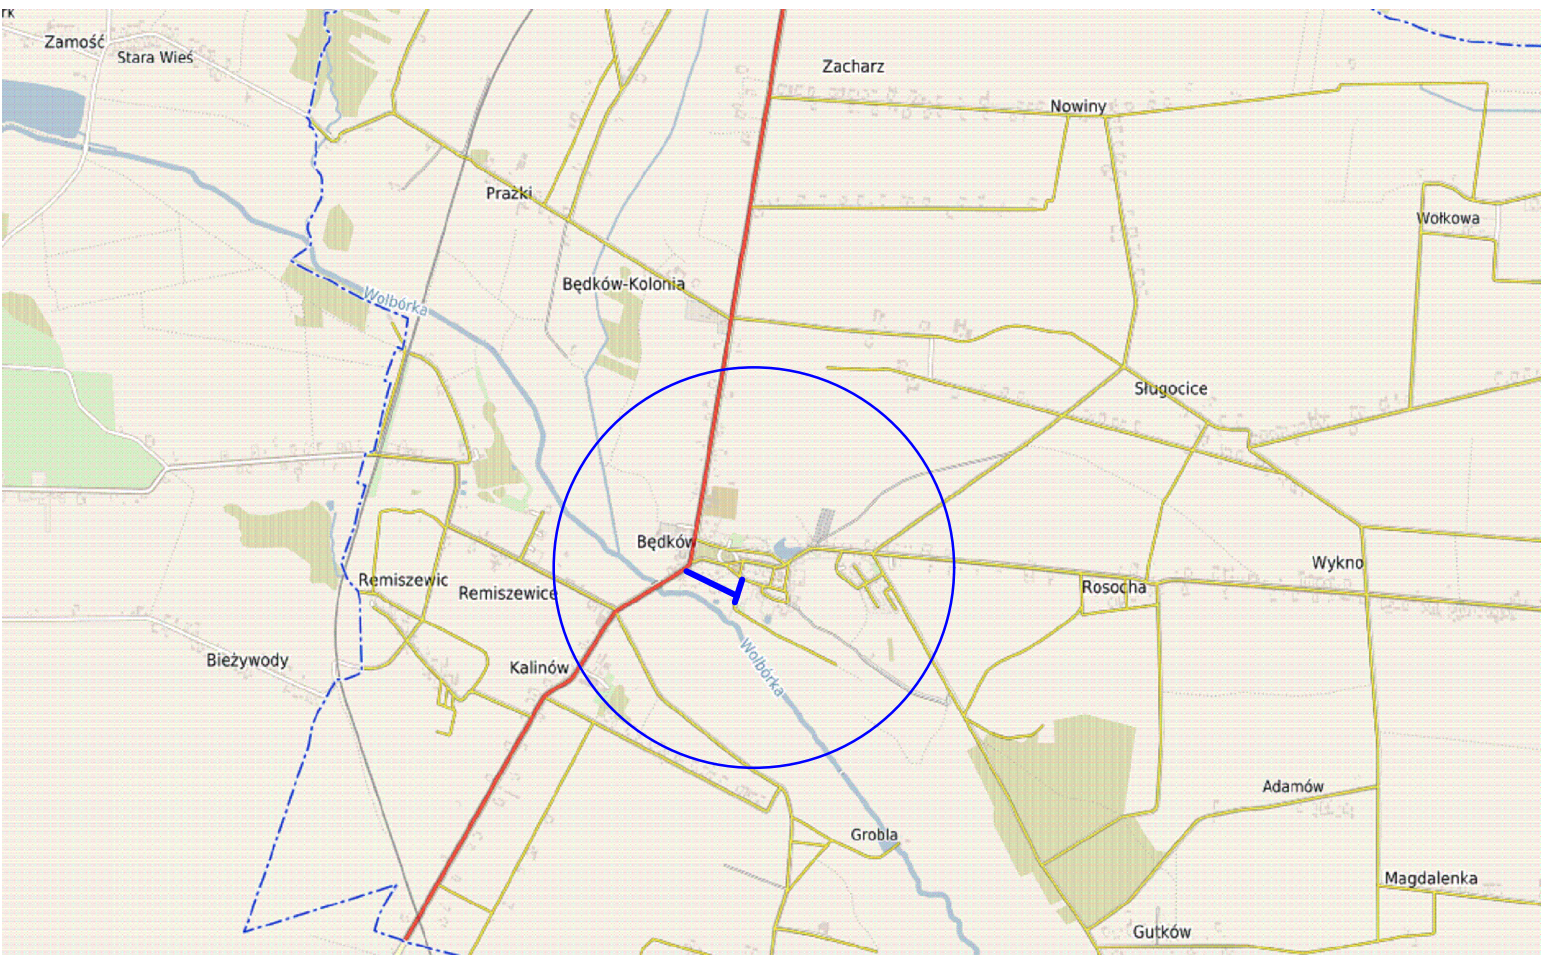 rk
Zamość
Stara Wieś
Zacharz
Nowiny
Prażki
Wołkowa
Będków-Kolonia
Wolbórka
Sługocice
Będków
Wykno
Remiszewic
Remiszewice
Rosocha
Bieżywody
Kalinów
Wolbórka
Adamów
Grobla
Magdalenka
Gutków